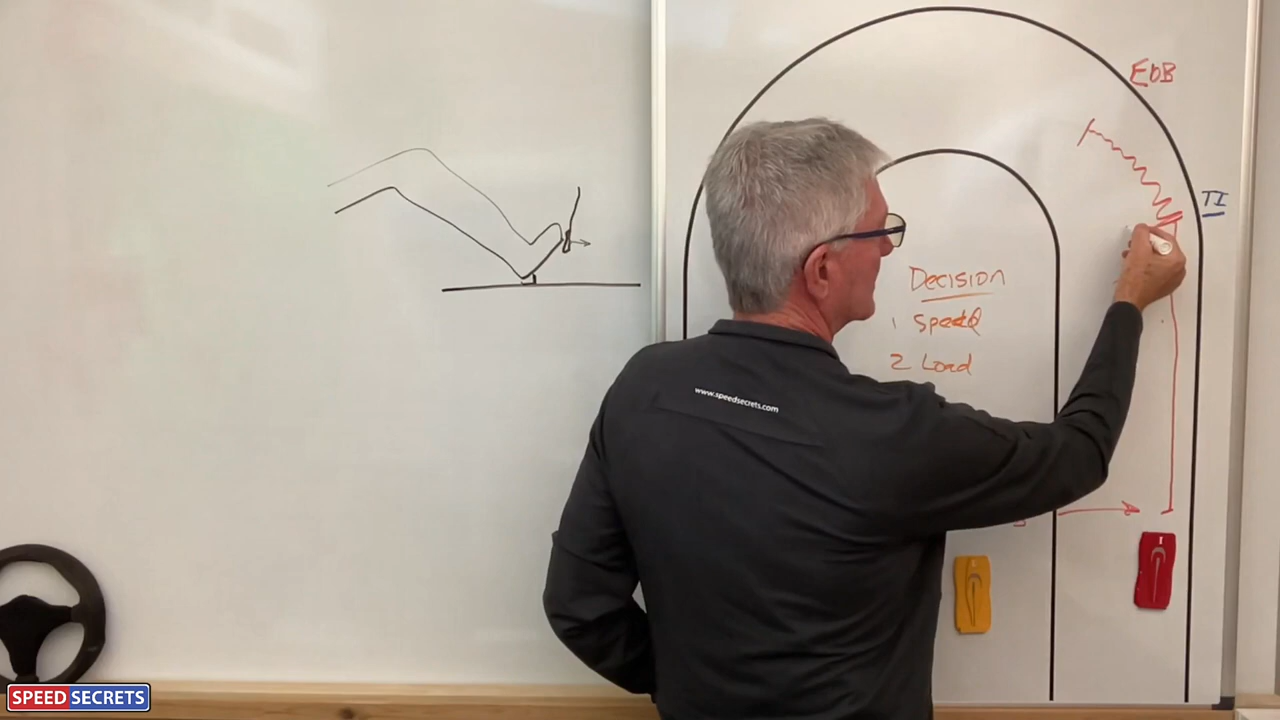 EOB
TI
Decision
1 Speed
2 Load
www.speedsecrets.com
SPEED SECRETS